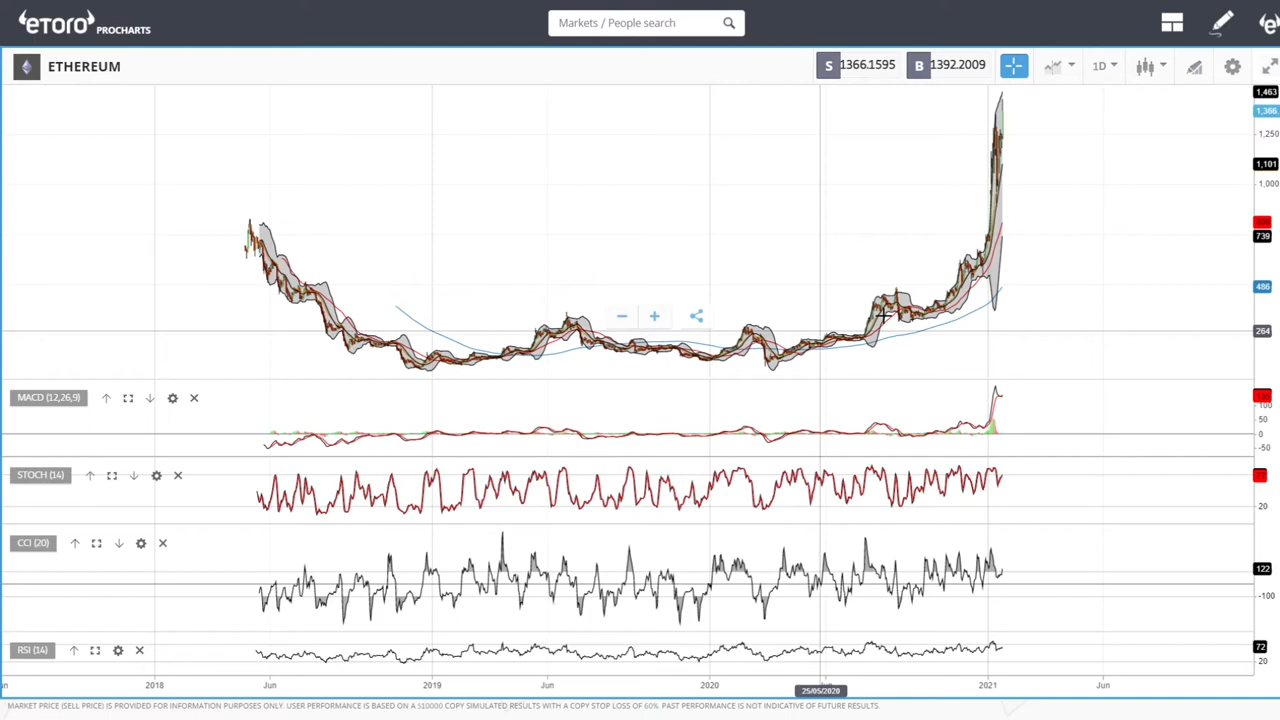 eToro PROCHARTS
Markets / People search
ETHEREUM
S 1366.1595 B 1392.2009
1D
1,463
1,366
1,250
1,101
1,000
739
486
264
MACD (12,26,9)
100
50
0
-50
STOCH (14)
20
CCI (20)
122
-100
RSI (14)
72
20
2018 Jun 2019 Jun 2020 2021 Jun
25/05/2020
MARKET PRICE (SELL PRICE) IS PROVIDED FOR INFORMATION PURPOSES ONLY. USER PERFORMANCE IS BASED ON A $10000 COPY SIMULATED RESULTS WITH A COPY STOP LOSS OF 60%. PAST PERFORMANCE IS NOT INDICATIVE OF FUTURE RESULTS.